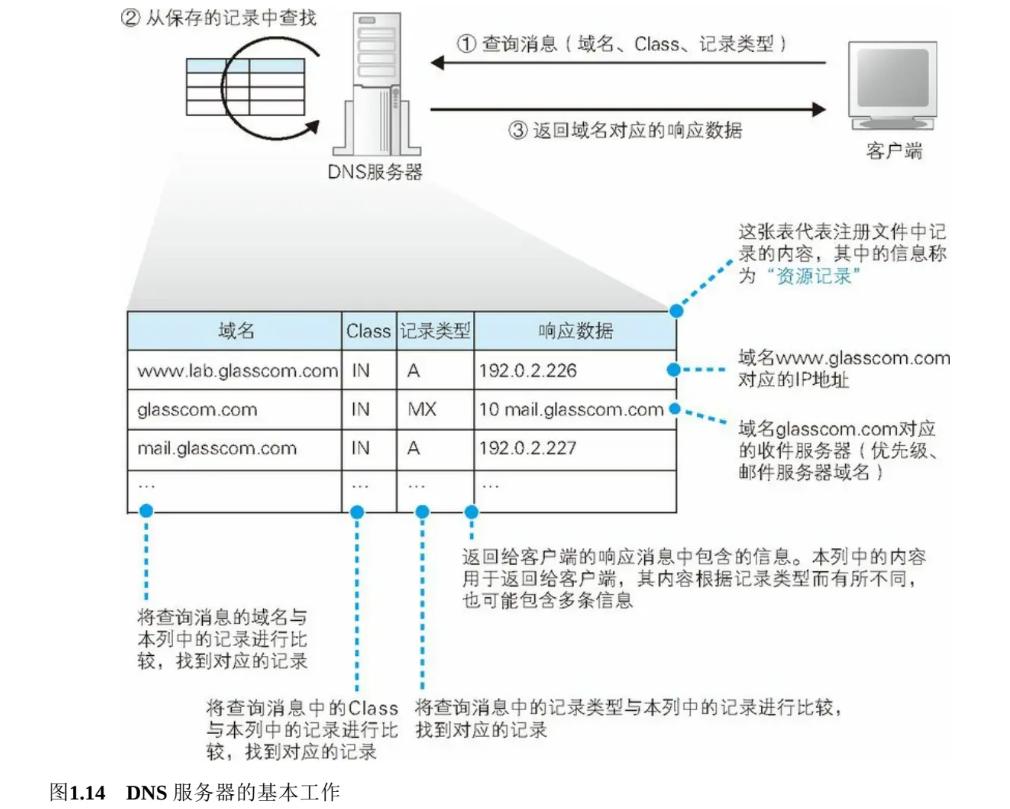 ② 从保存的记录中查找
① 查询消息（域名、Class、记录类型）
③ 返回域名对应的响应数据
客户端
DNS服务器
这张表代表注册文件中记
录的内容，其中的信息称
为“资源记录”
域名 Class 记录类型 响应数据
www.lab.glasscom.com IN A 192.0.2.226
glasscom.com IN MX 10 mail.glasscom.com
mail.glasscom.com IN A 192.0.2.227
… … … …
域名www.glasscom.com
对应的IP地址
域名glasscom.com对应
的收件服务器（优先级、
邮件服务器域名）
返回给客户端的响应消息中包含的信息。本列中的内容
用于返回给客户端，其内容根据记录类型而有所不同，
也可能包含多条信息
将查询消息的域名与
本列中的记录进行比
较，找到对应的记录
将查询消息中的Class
与本列中的记录进行比
较，找到对应的记录
将查询消息中的记录类型与本列中的记录进行比较，
找到对应的记录
图1.14 DNS 服务器的基本工作